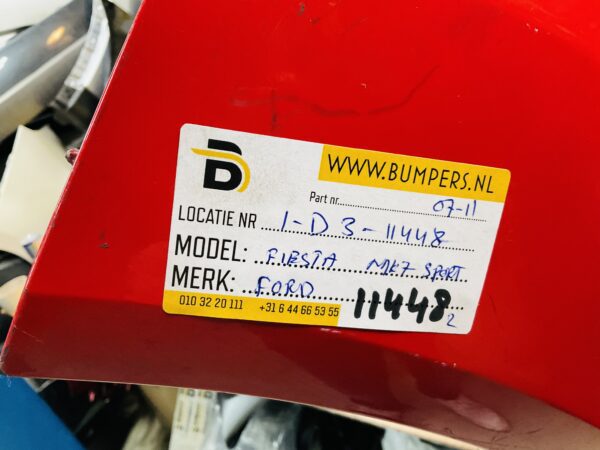 B
WWW.BUMPERS.NL
Part nr. 07-11
LOCATIE NR 1-D3-11448
MODEL: FIESTA MK7 SPORT
MERK: FORD 11448 2
010 32 20 111 +31 6 44 66 53 55